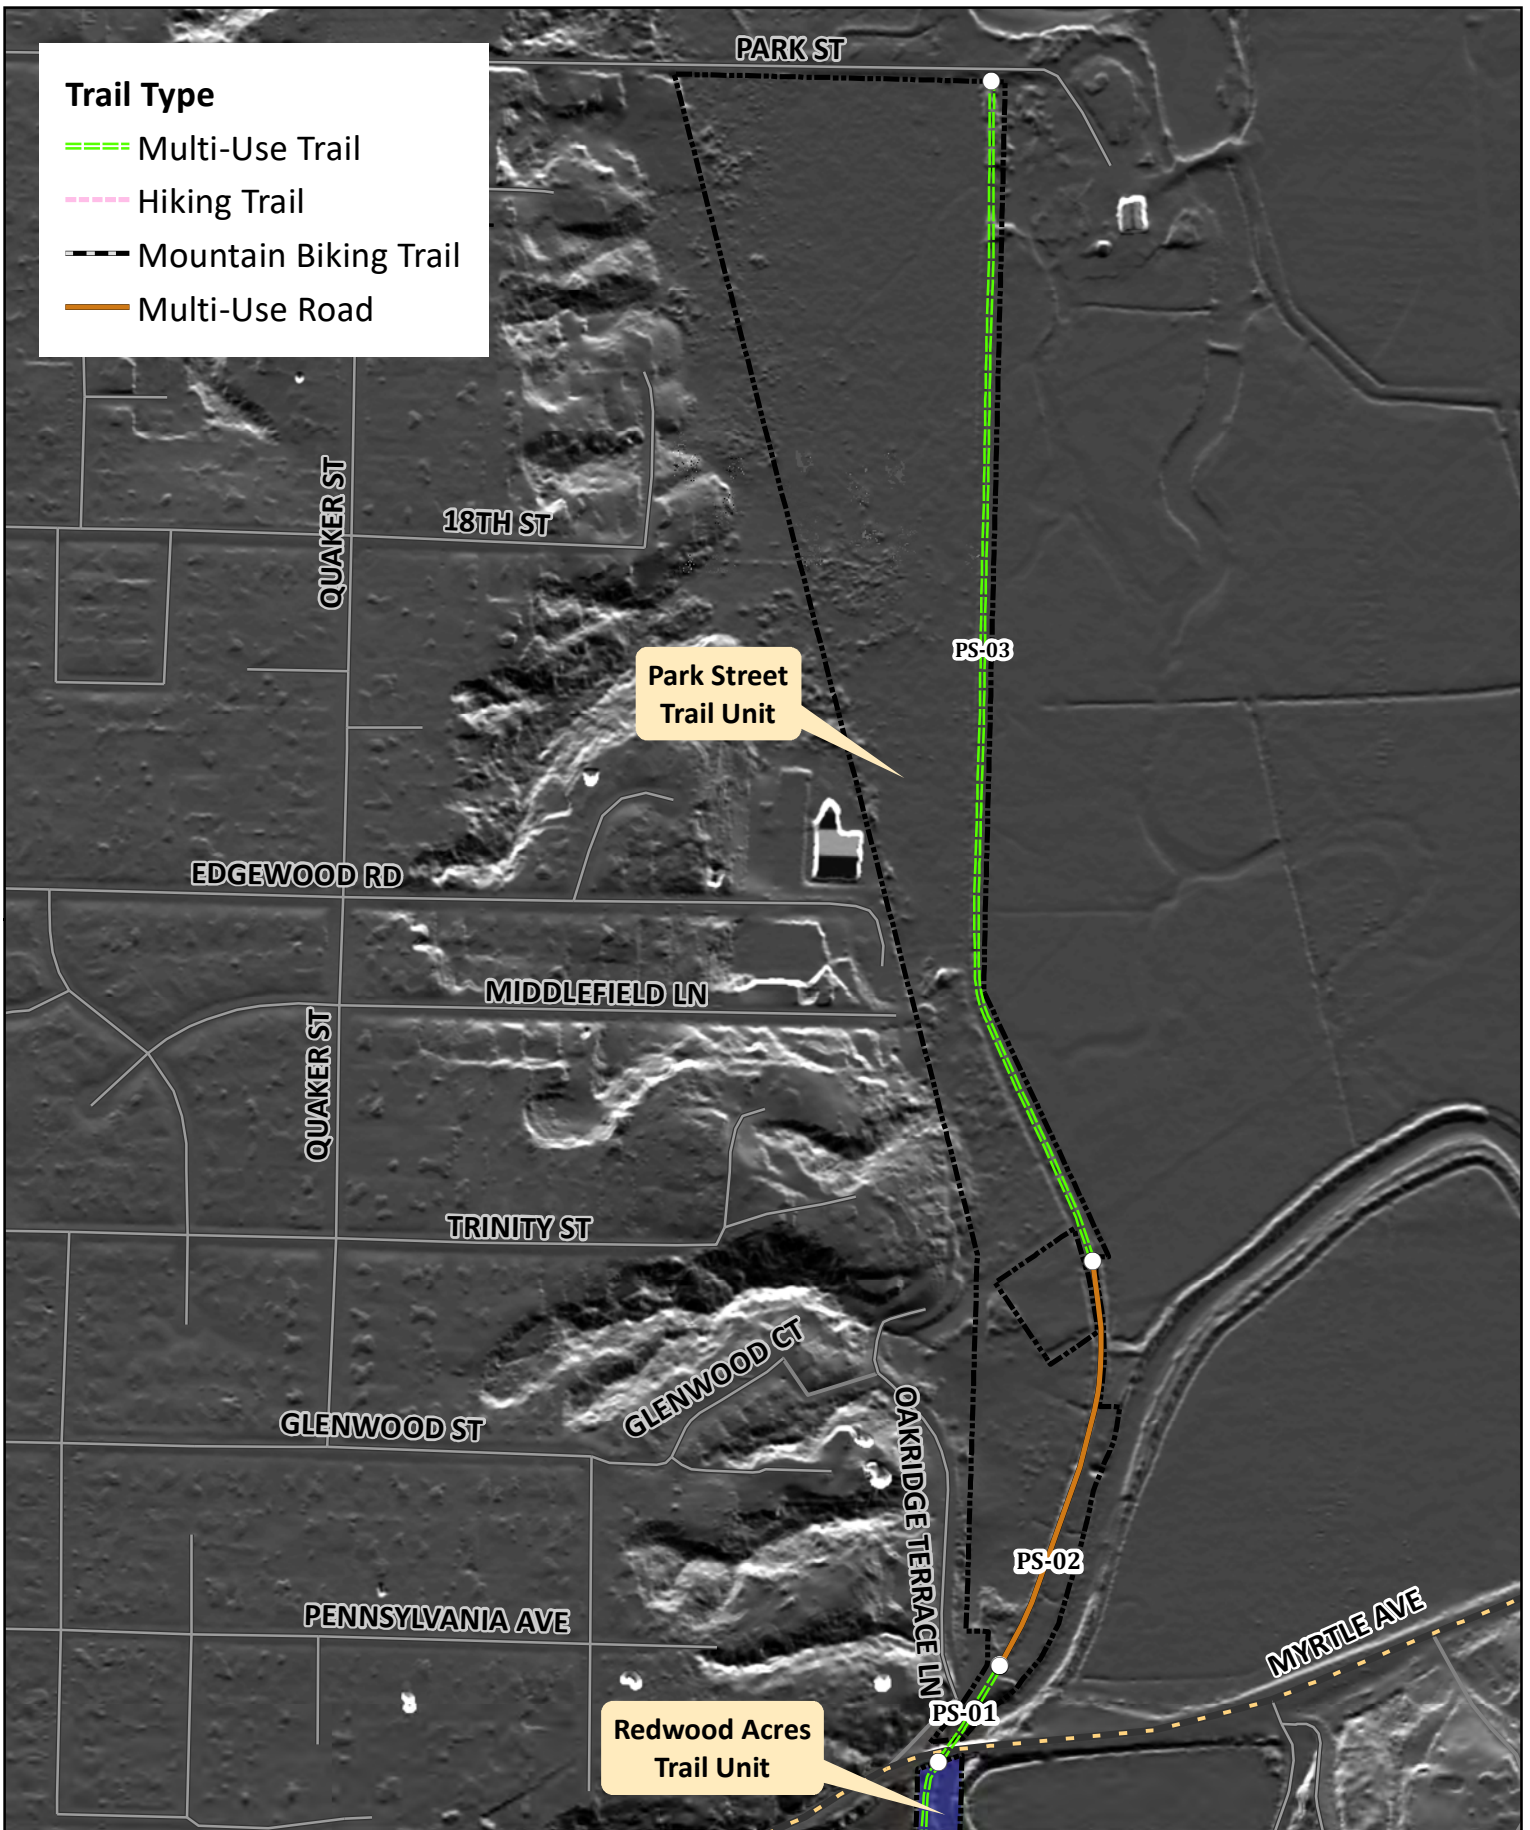 PARK ST
Trail Type
Multi-Use Trail
Hiking Trail
Mountain Biking Trail
Multi-Use Road
QUAKER ST
18TH ST
PS-03
Park Street
Trail Unit
EDGEWOOD RD
MIDDLEFIELD LN
QUAKER ST
TRINITY ST
GLENWOOD CT
GLENWOOD ST
OAKRIDGE TERRACE LN
PS-02
PENNSYLVANIA AVE
MYRTLE AVE
PS-01
Redwood Acres
Trail Unit